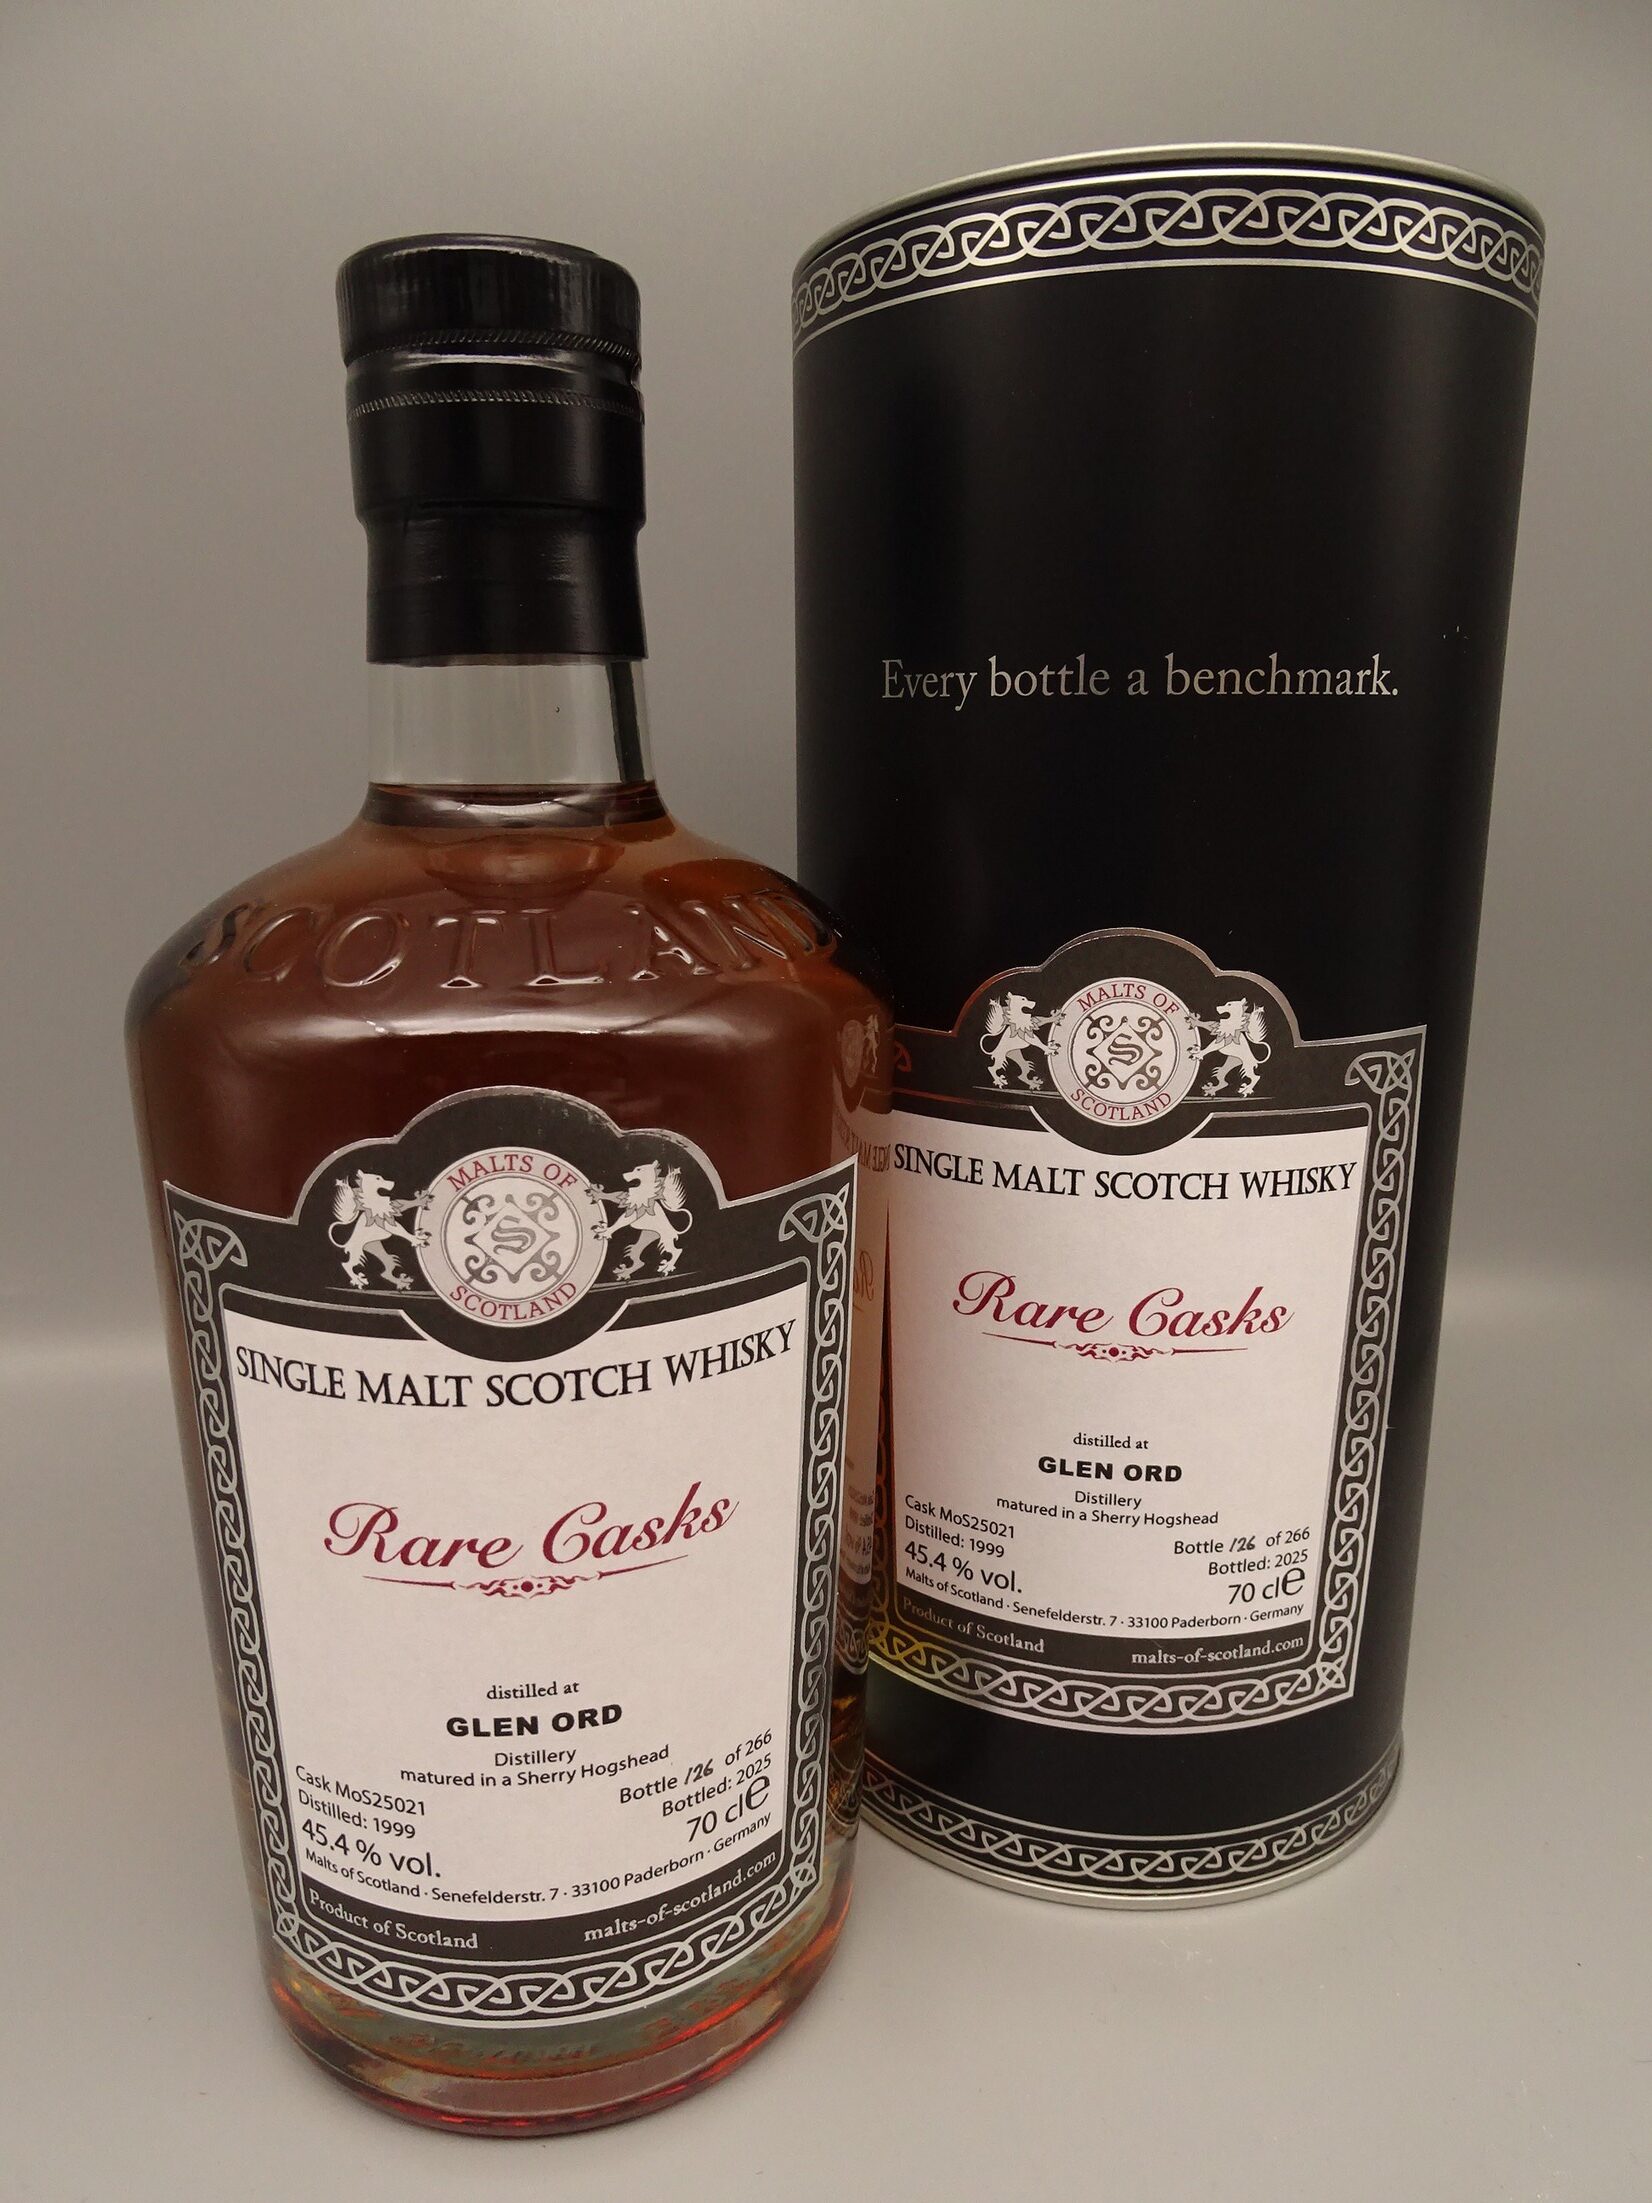 SCOTLAND
MALTS OF
S
SCOTLAND
SINGLE MALT SCOTCH WHISKY
Rare Casks
distilled at
GLEN ORD
Distillery
matured in a Sherry Hogshead
Cask MoS25021
Bottle 126 of 266
Distilled: 1999
Bottled: 2025
45.4 % vol.
70 cl e
Malts of Scotland · Senefelderstr. 7 · 33100 Paderborn · Germany
Product of Scotland
malts-of-scotland.com
Every bottle a benchmark.
MALTS OF
S
SCOTLAND
SINGLE MALT SCOTCH WHISKY
Rare Casks
distilled at
GLEN ORD
Distillery
matured in a Sherry Hogshead
Cask MoS25021
Bottle 126 of 266
Distilled: 1999
Bottled: 2025
45.4 % vol.
70 cl e
Malts of Scotland · Senefelderstr. 7 · 33100 Paderborn · Germany
Product of Scotland
malts-of-scotland.com